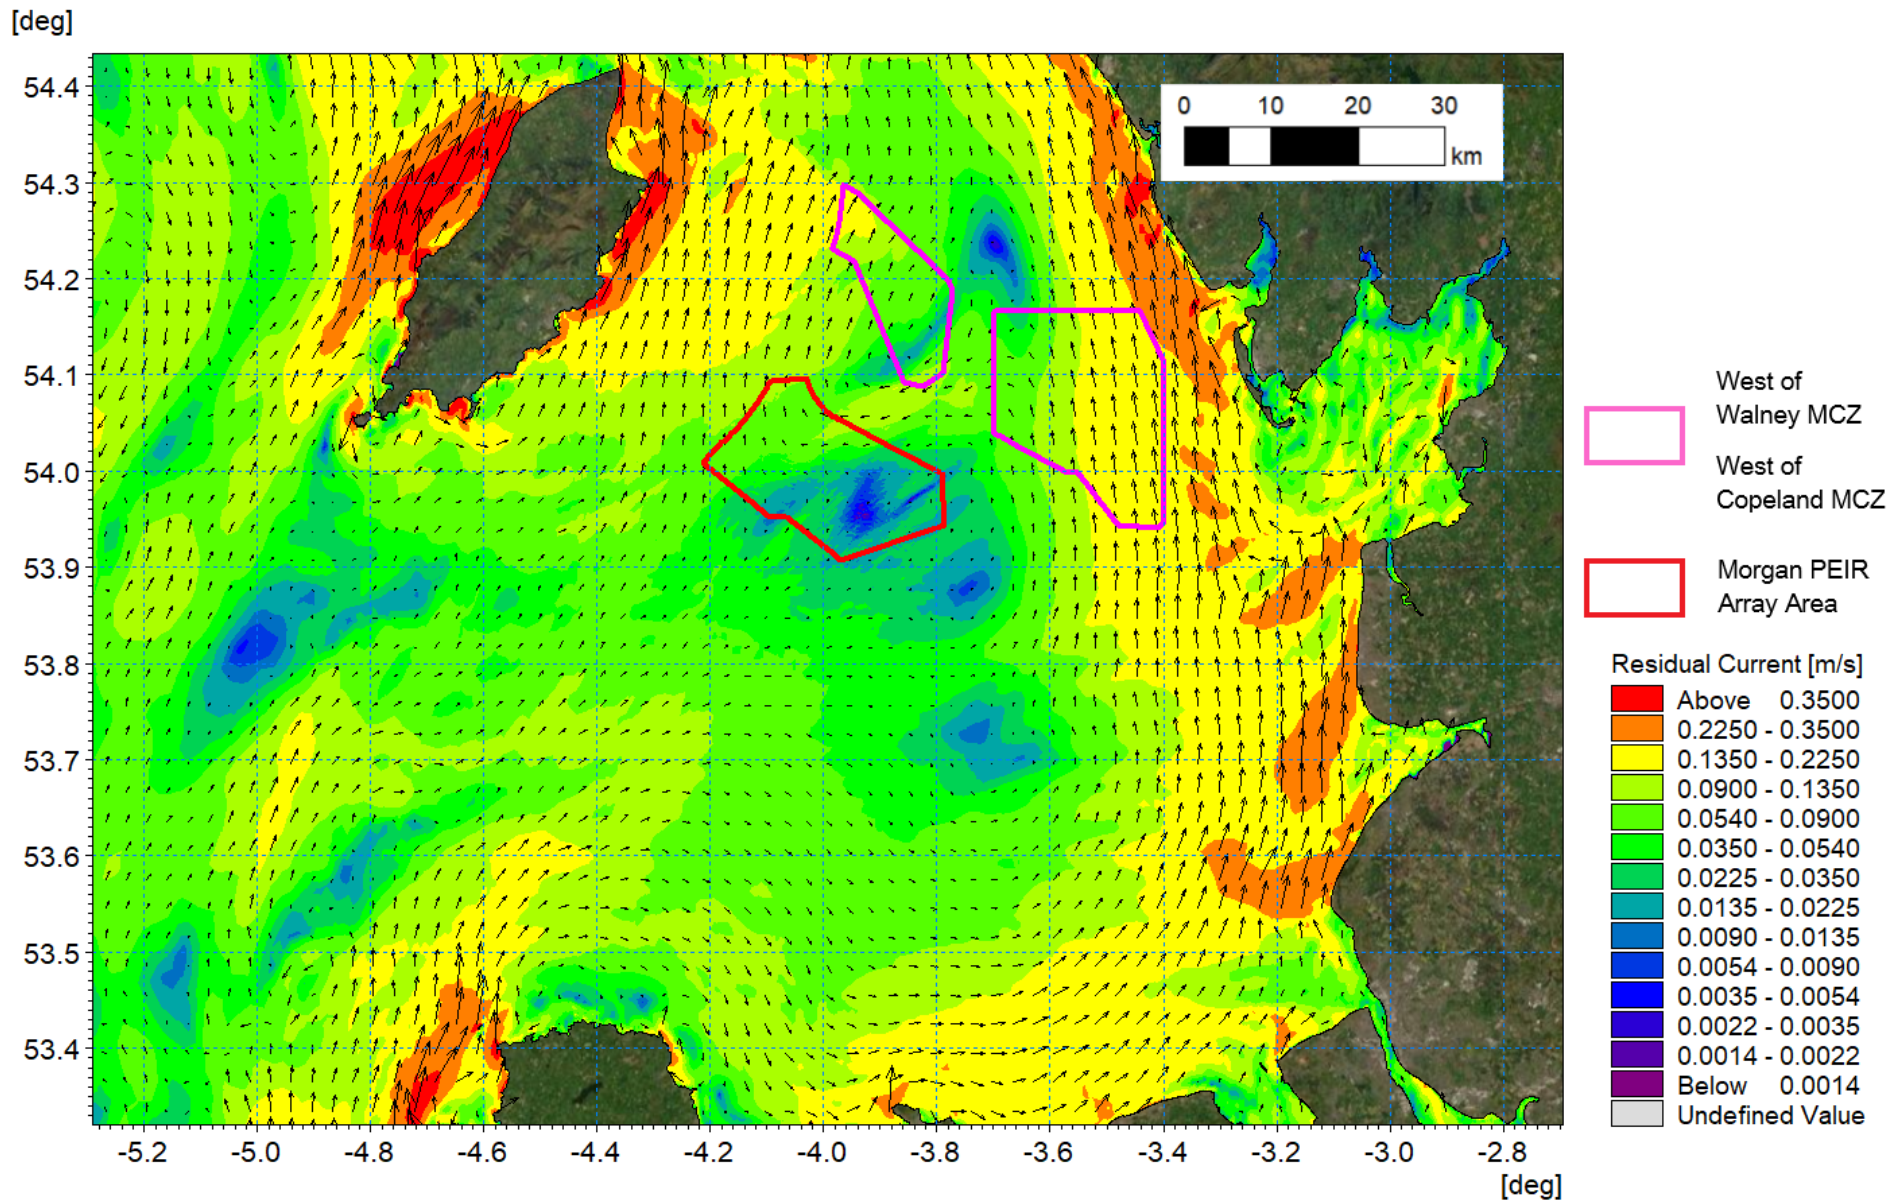 [deg]
54.4
54.3
54.2
54.1
54.0
53.9
53.8
53.7
53.6
53.5
53.4
-5.2 -5.0 -4.8 -4.6 -4.4 -4.2 -4.0 -3.8 -3.6 -3.4 -3.2 -3.0 -2.8
[deg]
0 10 20 30
km
West of
Walney MCZ
West of
Copeland MCZ
Morgan PEIR
Array Area
Residual Current [m/s]
Above 0.3500
0.2250 - 0.3500
0.1350 - 0.2250
0.0900 - 0.1350
0.0540 - 0.0900
0.0350 - 0.0540
0.0225 - 0.0350
0.0135 - 0.0225
0.0090 - 0.0135
0.0054 - 0.0090
0.0035 - 0.0054
0.0022 - 0.0035
0.0014 - 0.0022
Below 0.0014
Undefined Value